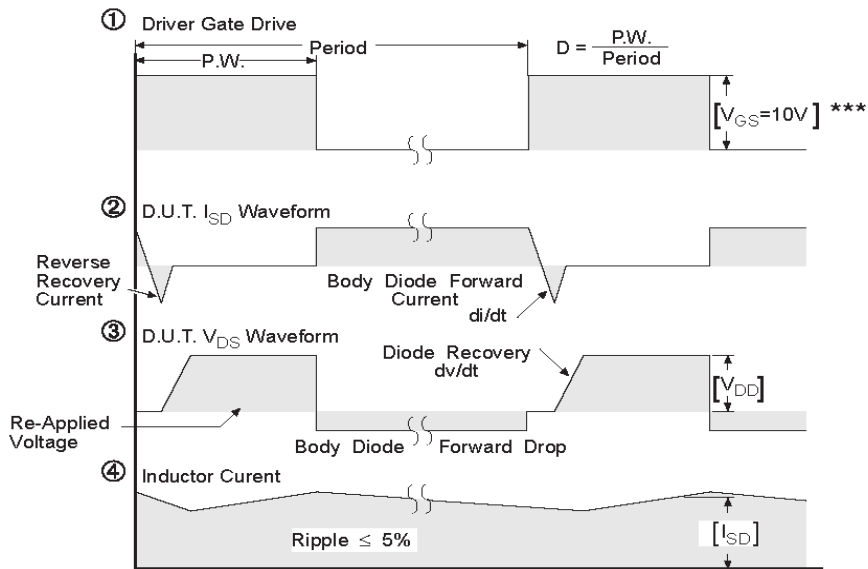 ① Driver Gate Drive
Period
P.W.
D = P.W. / Period
[VGS=10V] ***
② D.U.T. ISD Waveform
Reverse
Recovery
Current
Body Diode Forward
Current
di/dt
③ D.U.T. VDS Waveform
Diode Recovery
dv/dt
[VDD]
Re-Applied
Voltage
Body Diode Forward Drop
④ Inductor Curent
Ripple ≤ 5%
[ISD]